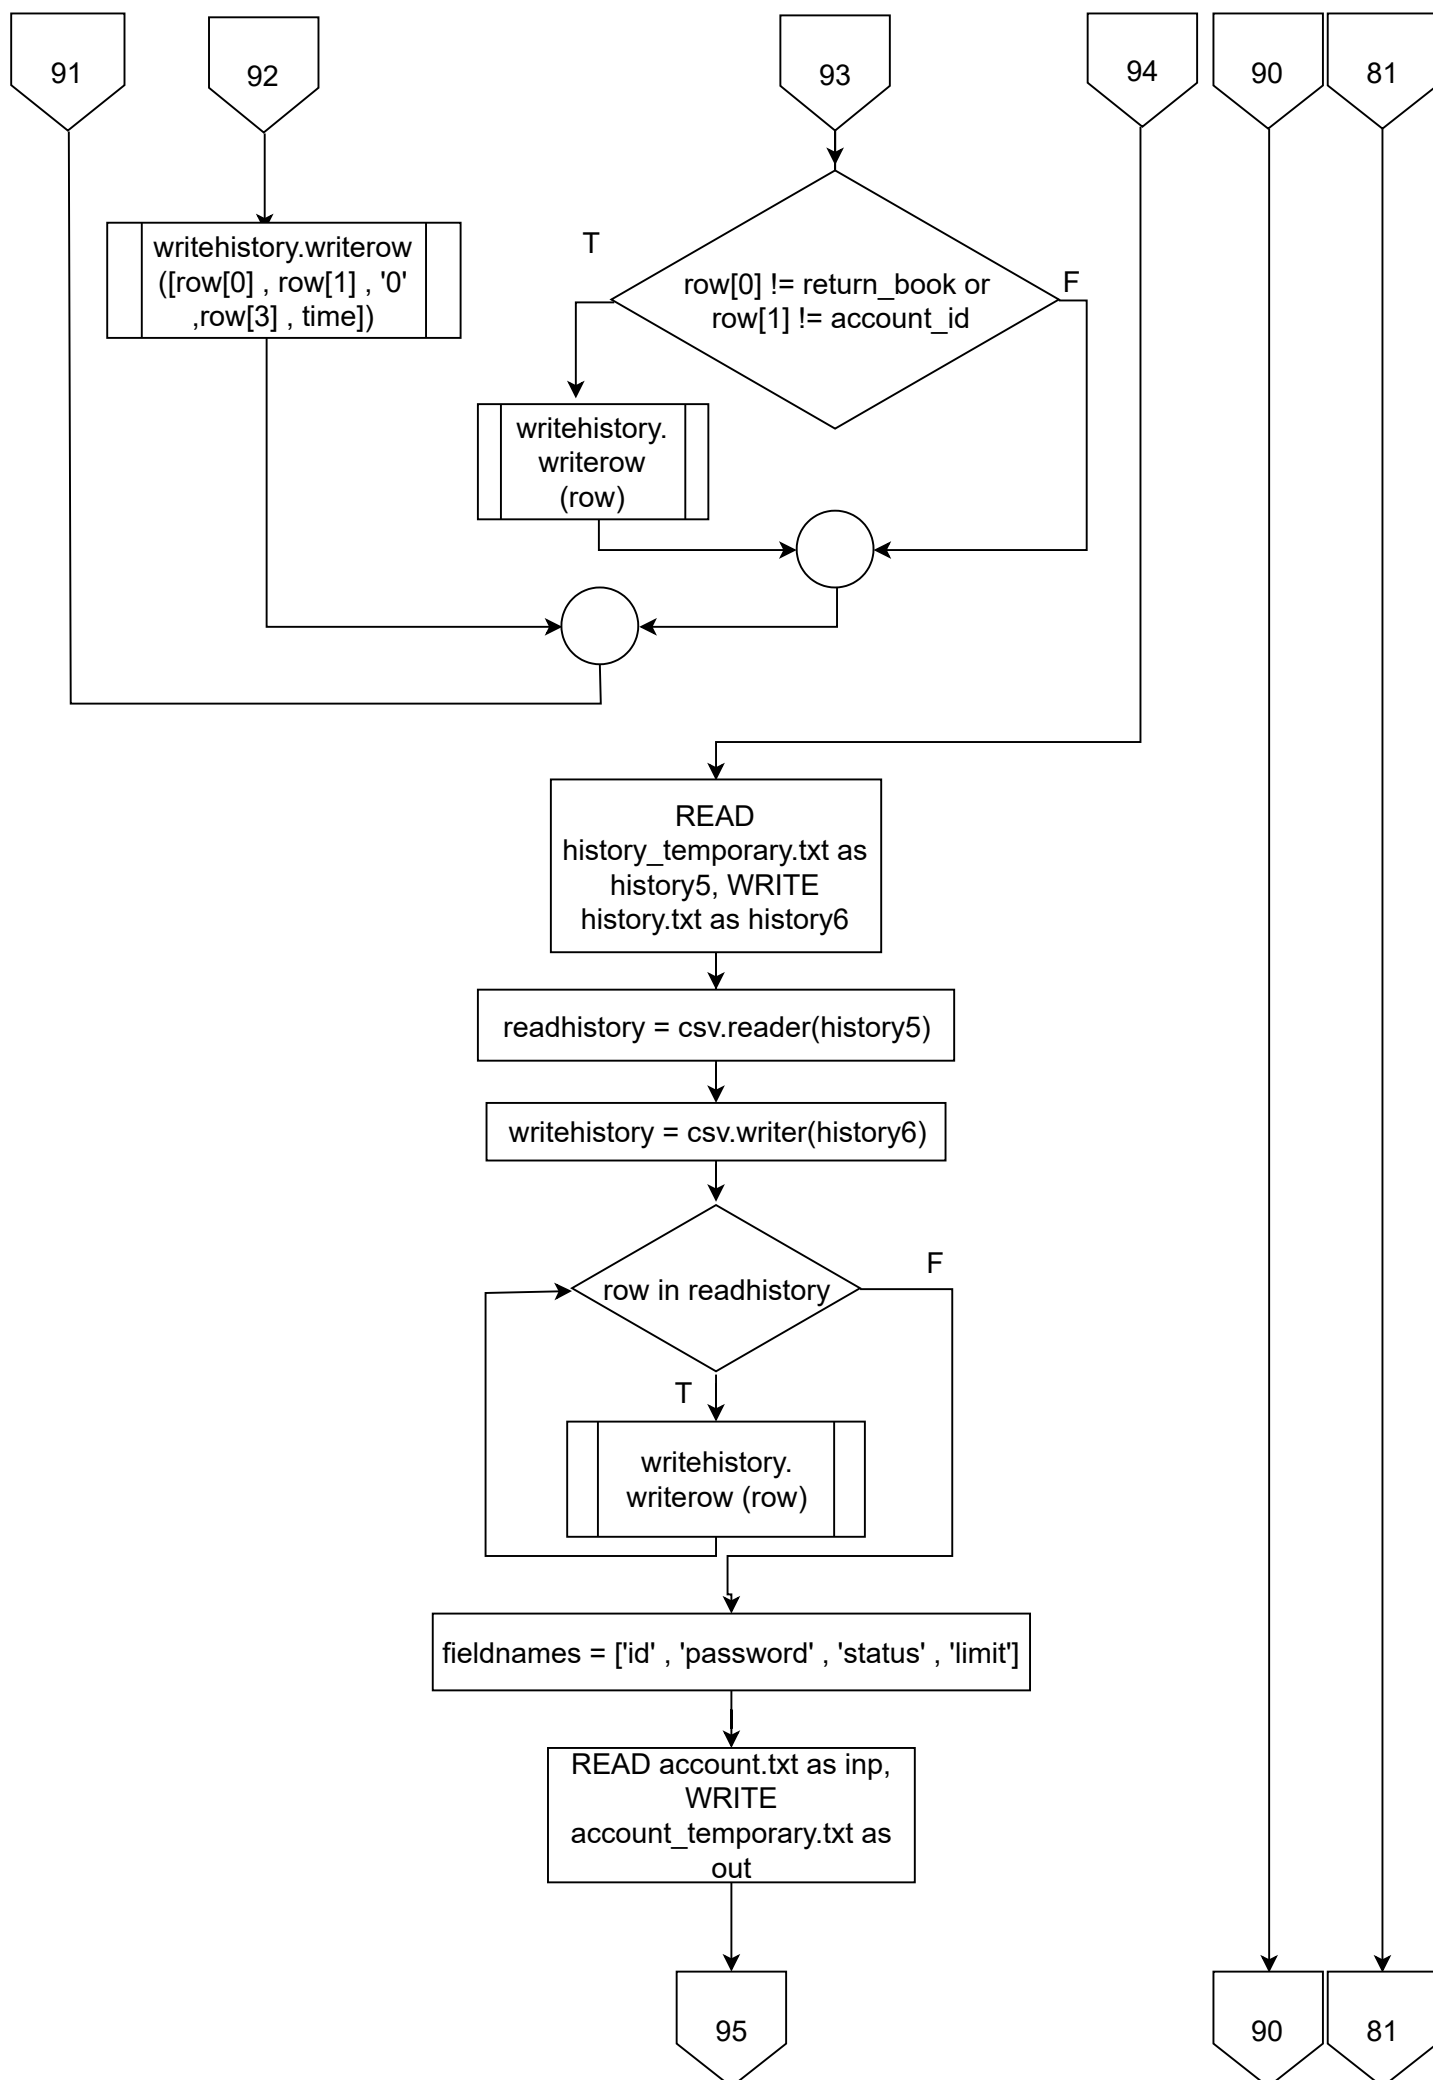 91
92
93
94
90
81
writehistory.writerow
([row[0] , row[1] , '0'
,row[3] , time])
T
row[0] != return_book or
row[1] != account_id
F
writehistory.
writerow
(row)
READ
history_temporary.txt as
history5, WRITE
history.txt as history6
readhistory = csv.reader(history5)
writehistory = csv.writer(history6)
row in readhistory
F
T
writehistory.
writerow (row)
fieldnames = ['id' , 'password' , 'status' , 'limit']
READ account.txt as inp,
WRITE
account_temporary.txt as
out
95
90
81